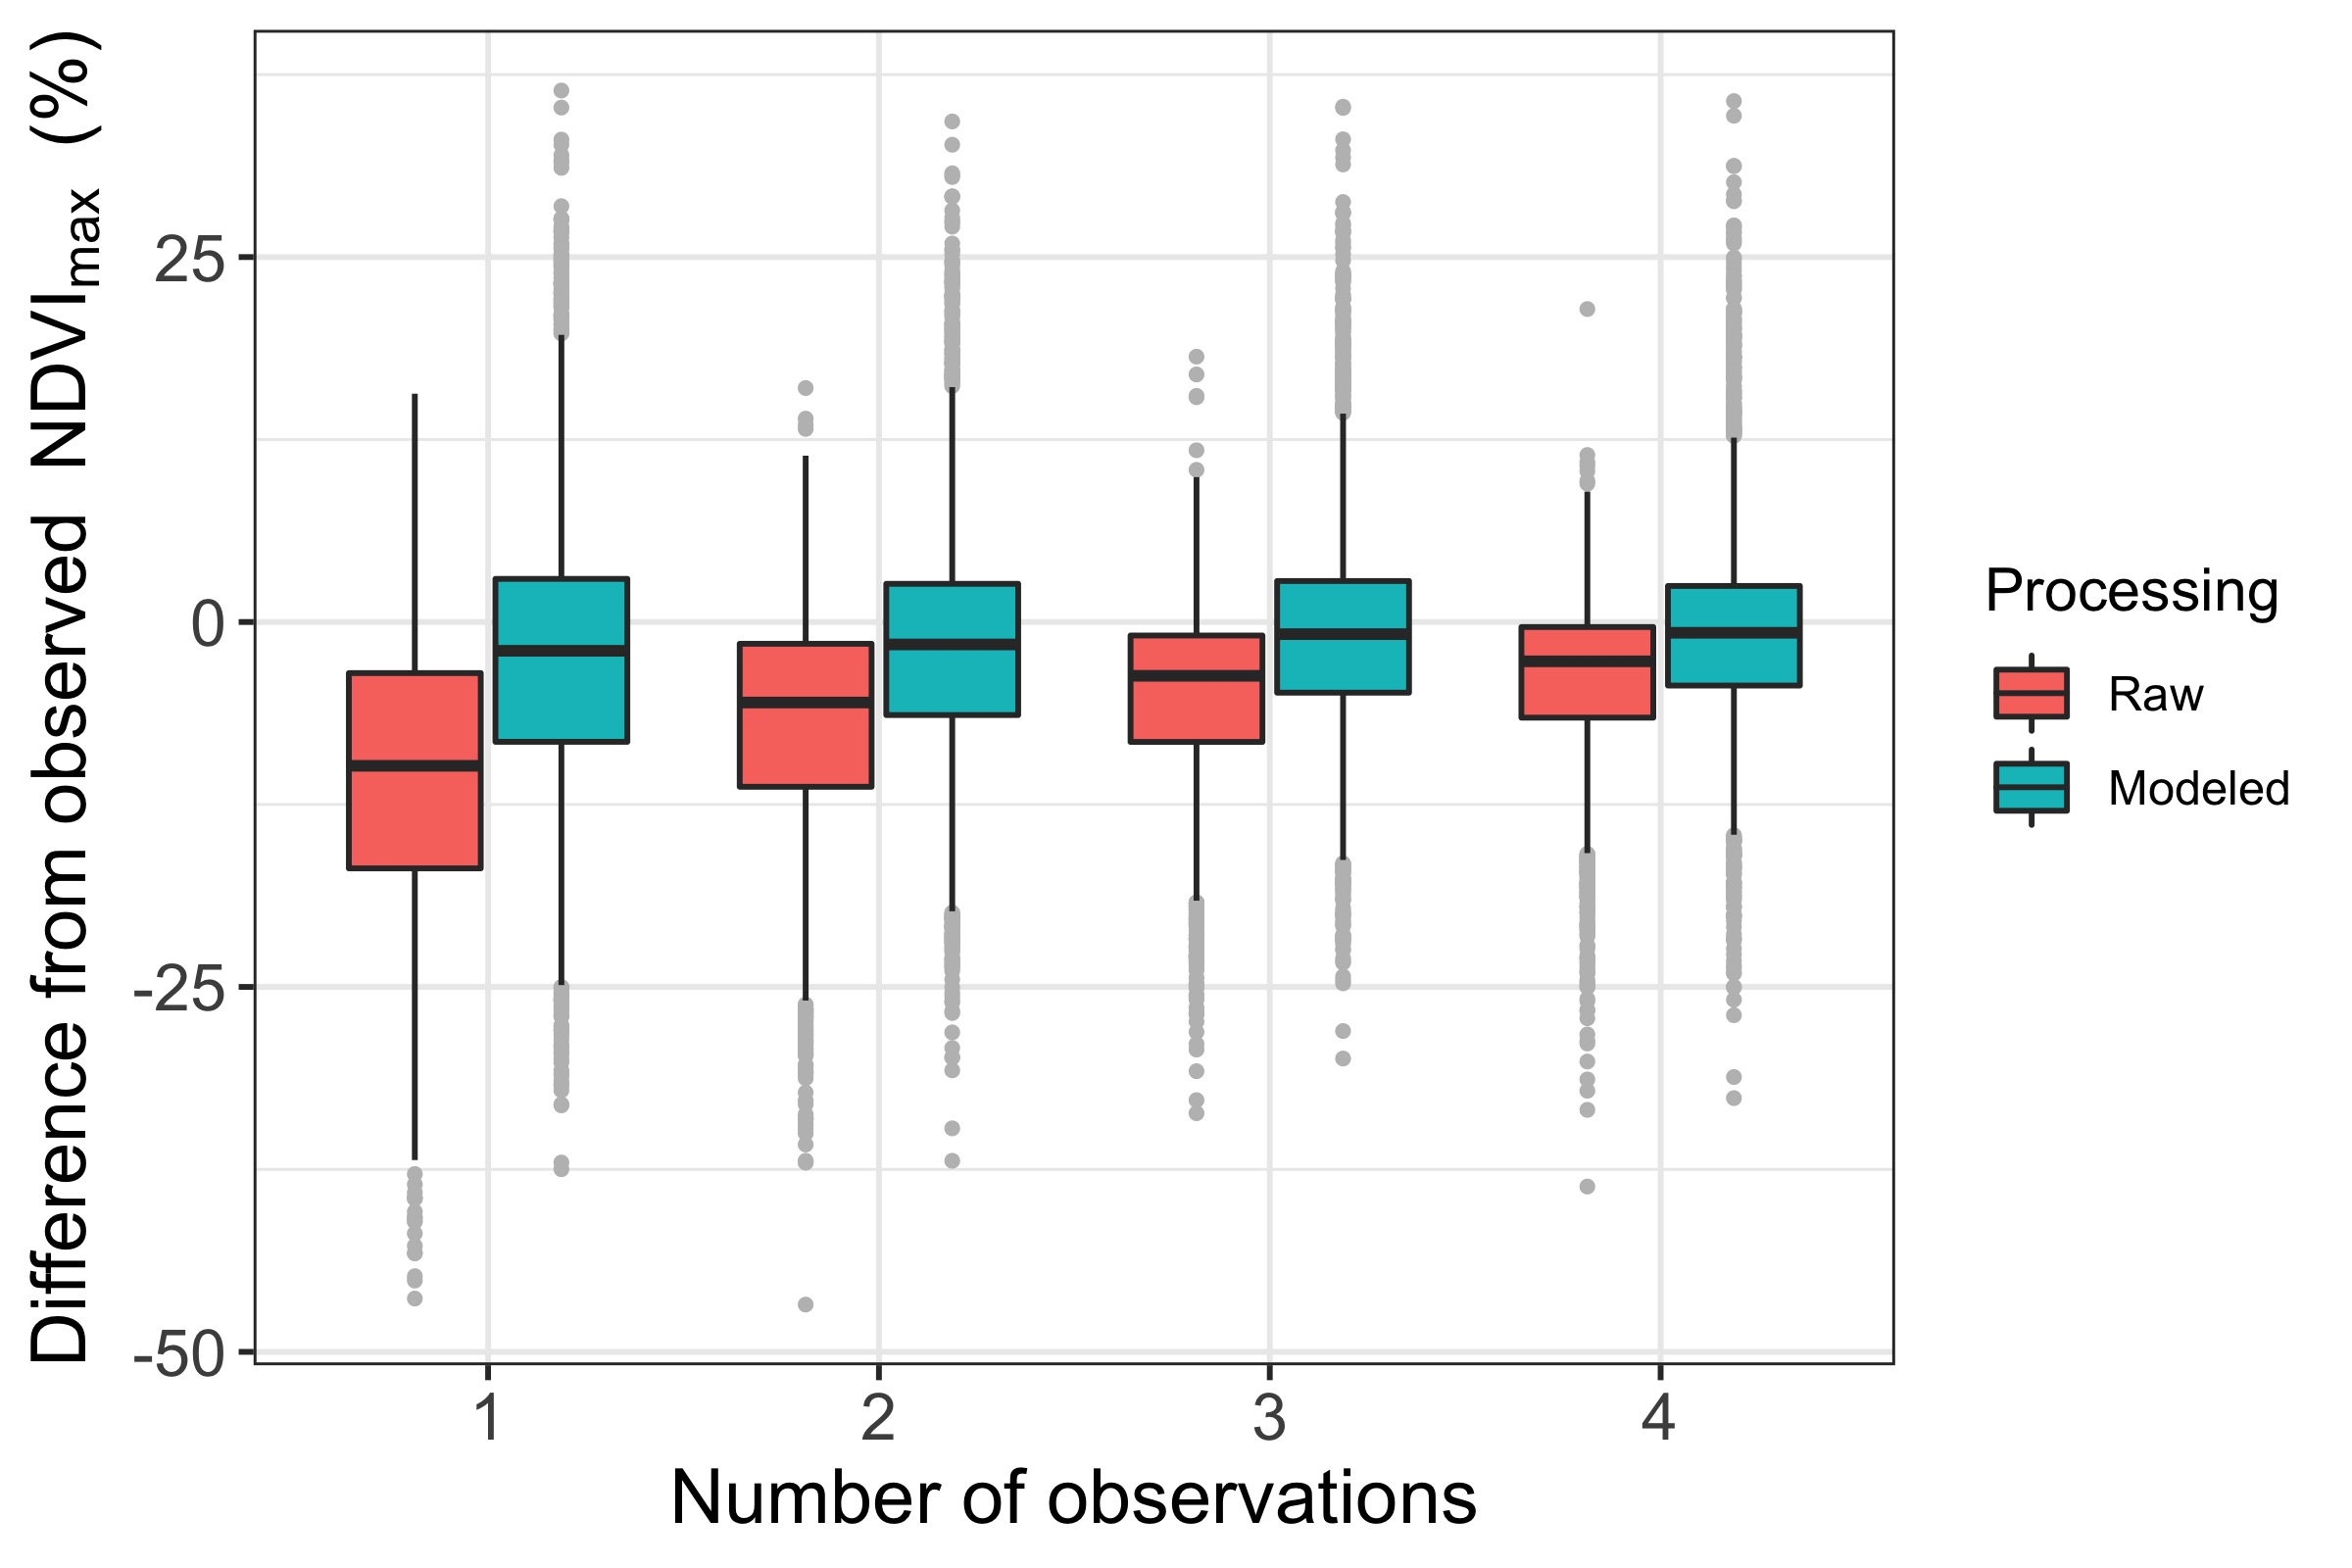 Difference from observed NDVImax (%)
25
0
-25
-50
1 2 3 4
Number of observations
Processing
Raw
Modeled